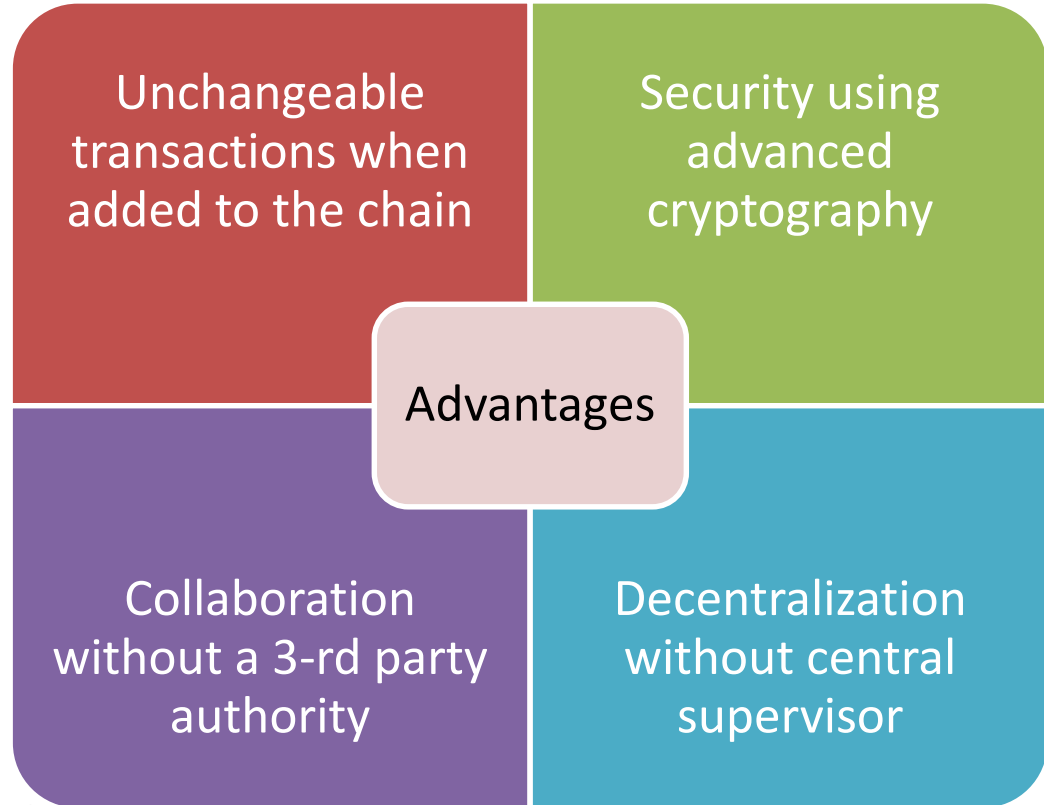 Unchangeable
transactions when
added to the chain
Security using
advanced
cryptography
Advantages
Collaboration
without a 3-rd party
authority
Decentralization
without central
supervisor